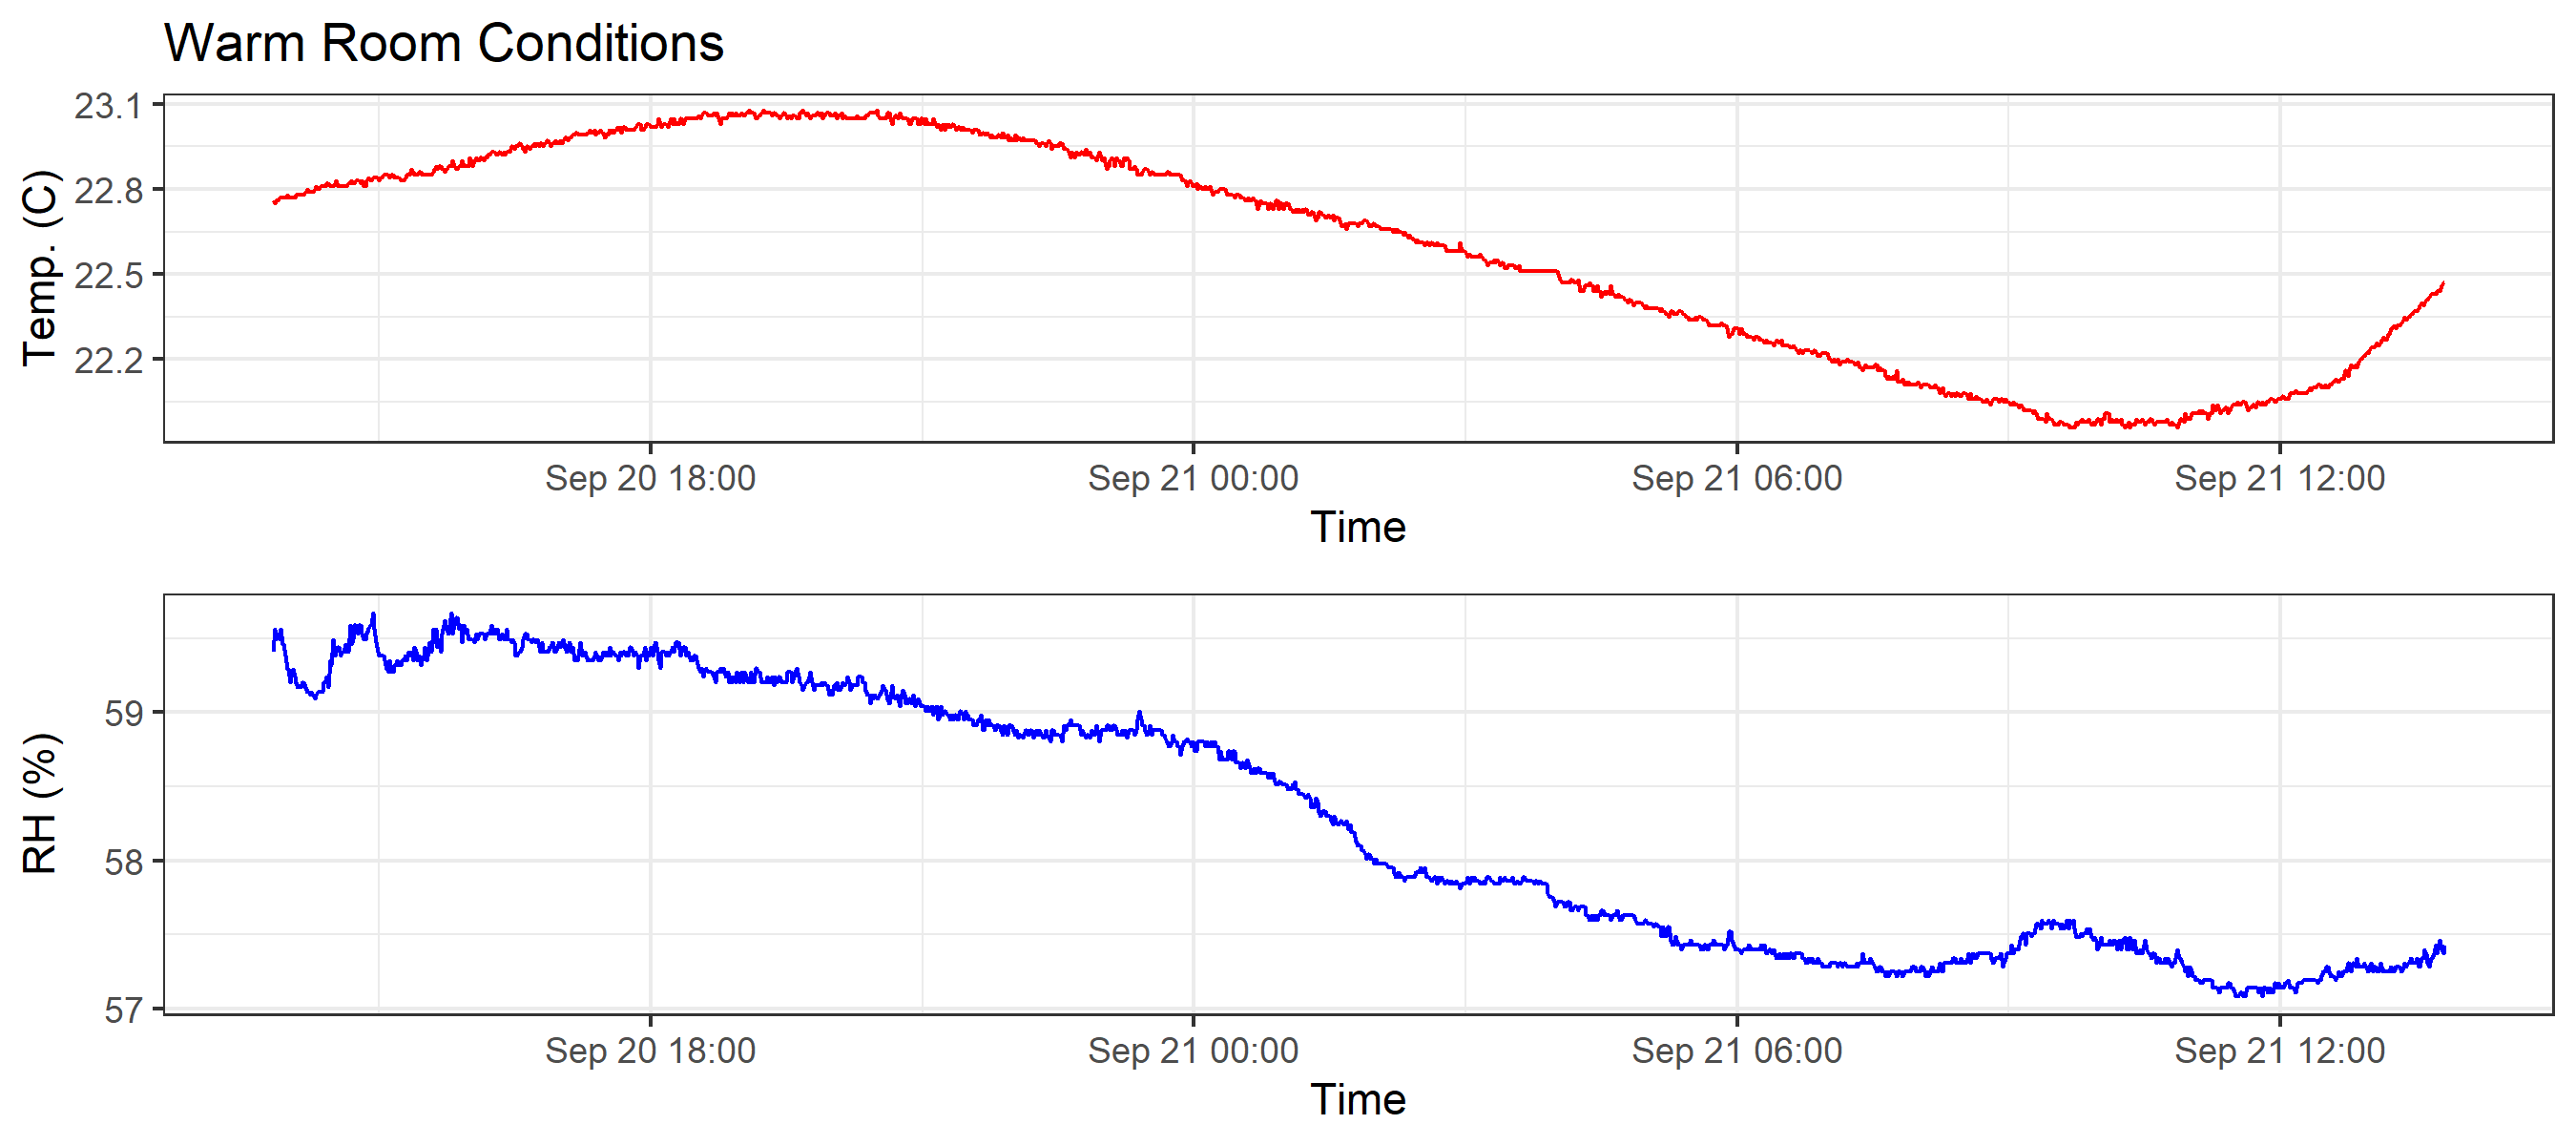 Warm Room Conditions
Temp. (C)
23.1
22.8
22.5
22.2
Sep 20 18:00 Sep 21 00:00 Sep 21 06:00 Sep 21 12:00
Time
RH (%)
59
58
57
Sep 20 18:00 Sep 21 00:00 Sep 21 06:00 Sep 21 12:00
Time